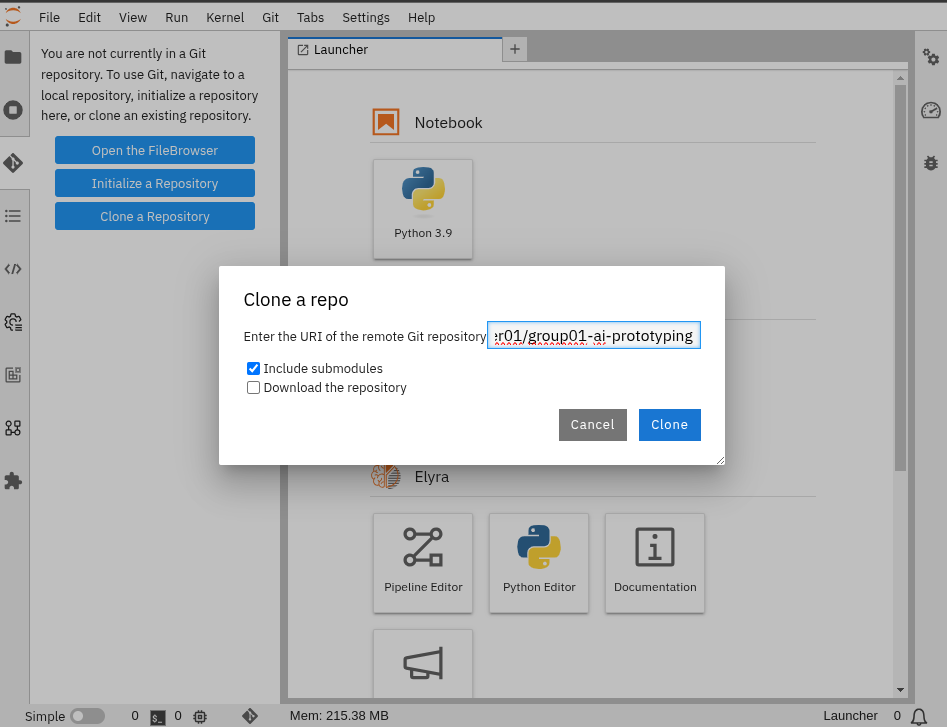 File Edit View Run Kernel Git Tabs Settings Help
You are not currently in a Git
repository. To use Git, navigate to a
local repository, initialize a repository
here, or clone an existing repository.
Open the FileBrowser
Initialize a Repository
Clone a Repository
Launcher
+
Notebook
Python 3.9
Clone a repo
Enter the URI of the remote Git repository
er01/group01-ai-prototyping
Include submodules
Download the repository
Cancel Clone
Elyra
Pipeline Editor
Python Editor
Documentation
Simple 0 $_ 0 Mem: 215.38 MB Launcher 0